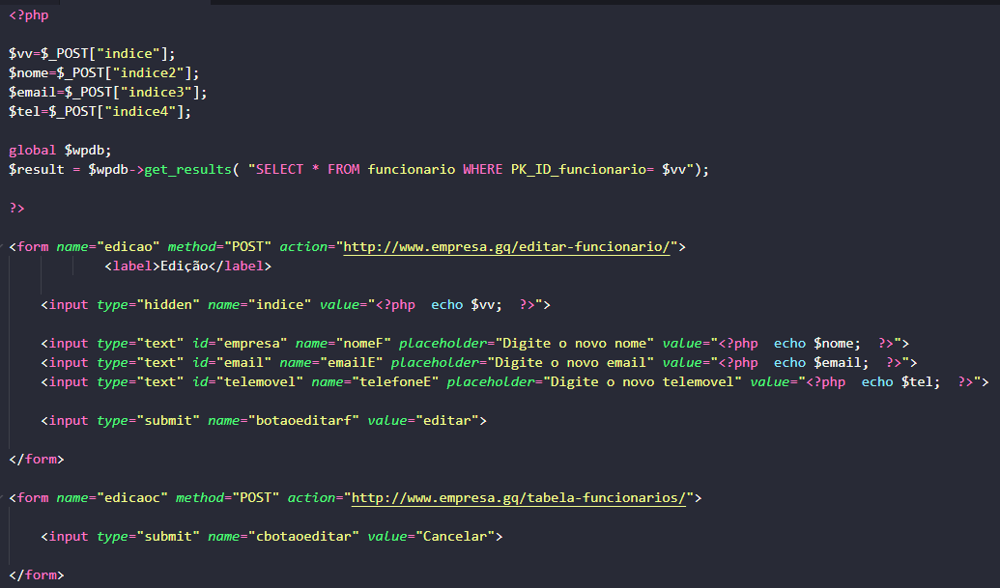 <?php
$vv=$_POST["indice"];
$nome=$_POST["indice2"];
$email=$_POST["indice3"];
$tel=$_POST["indice4"];
global $wpdb;
$result = $wpdb->get_results( "SELECT * FROM funcionario WHERE PK_ID_funcionario= $vv");
?>
<form name="edicao" method="POST" action="http://www.empresa.gq/editar-funcionario/">
<label>Edição</label>
<input type="hidden" name="indice" value="<?php  echo $vv;  ?>">
<input type="text" id="empresa" name="nomeF" placeholder="Digite o novo nome" value="<?php  echo $nome;  ?>">
<input type="text" id="email" name="emailE" placeholder="Digite o novo email" value="<?php  echo $email;  ?>">
<input type="text" id="telemovel" name="telefoneE" placeholder="Digite o novo telemovel" value="<?php  echo $tel;  ?>">
<input type="submit" name="botaoeditarf" value="editar">
</form>
<form name="edicaoc" method="POST" action="http://www.empresa.gq/tabela-funcionarios/">
<input type="submit" name="cbotaoeditar" value="Cancelar">
</form>